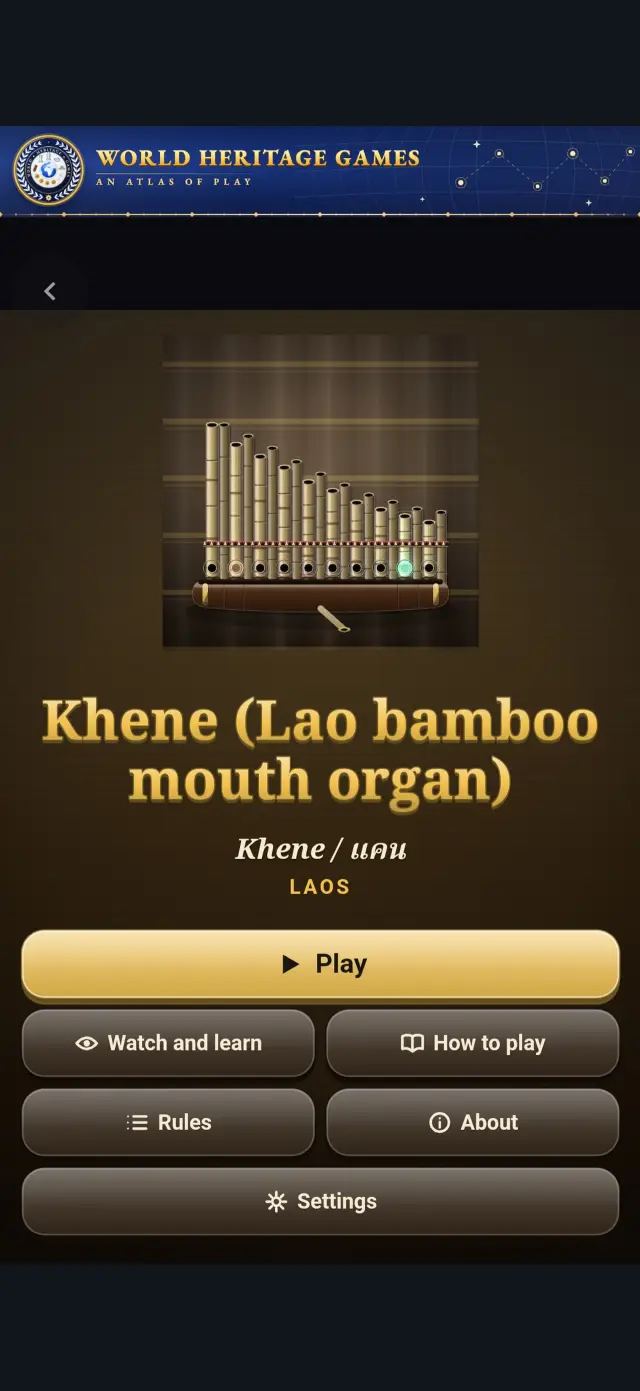 WORLD HERITAGE GAMES
AN ATLAS OF PLAY
Khene (Lao bamboo
mouth organ)
Khene / แคน
LAOS
Play
Watch and learn
How to play
Rules
About
Settings